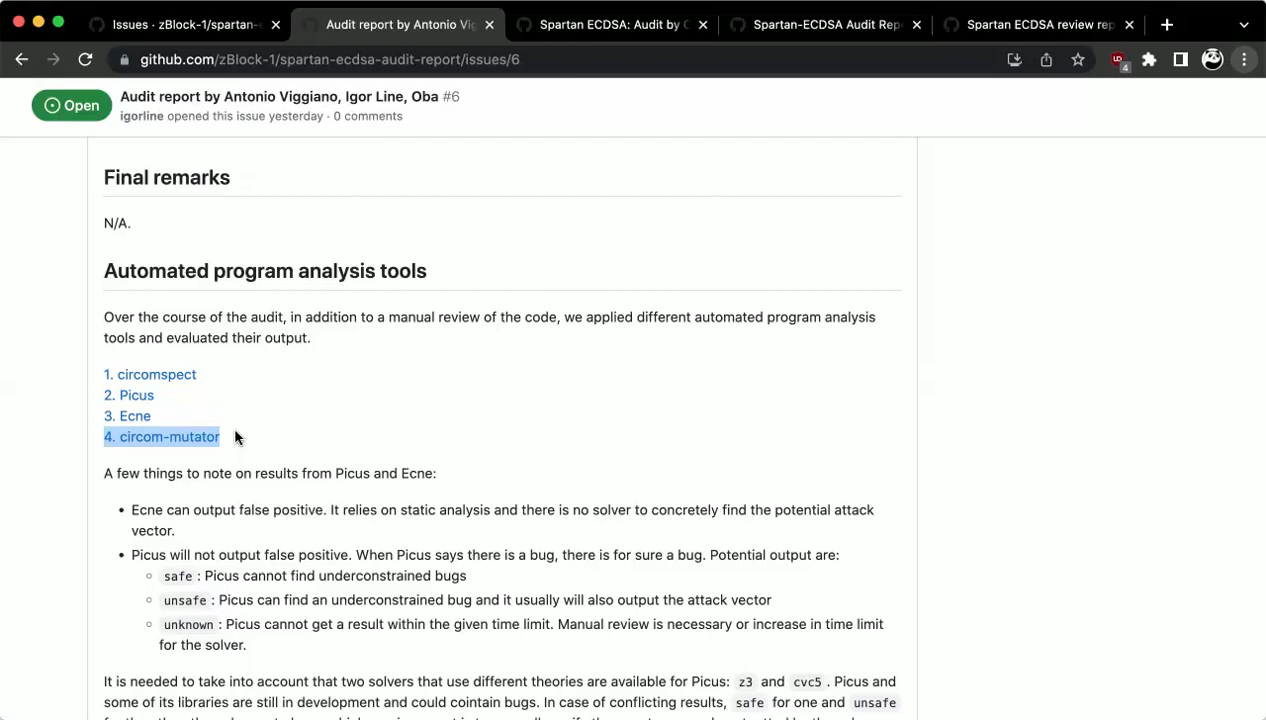 Issues · zBlock-1/spartan-
Audit report by Antonio Vig
Spartan ECDSA: Audit by
Spartan-ECDSA Audit Rep
Spartan ECDSA review rep
github.com/zBlock-1/spartan-ecdsa-audit-report/issues/6
4
Open
Audit report by Antonio Viggiano, Igor Line, Oba #6
igorline opened this issue yesterday · 0 comments
Final remarks
N/A.
Automated program analysis tools
Over the course of the audit, in addition to a manual review of the code, we applied different automated program analysis
tools and evaluated their output.
1. circomspect
2. Picus
3. Ecne
4. circom-mutator
A few things to note on results from Picus and Ecne:
• Ecne can output false positive. It relies on static analysis and there is no solver to concretely find the potential attack
vector.
• Picus will not output false positive. When Picus says there is a bug, there is for sure a bug. Potential output are:
◦ safe : Picus cannot find underconstrained bugs
◦ unsafe : Picus can find an underconstrained bug and it usually will also output the attack vector
◦ unknown : Picus cannot get a result within the given time limit. Manual review is necessary or increase in time limit
for the solver.
It is needed to take into account that two solvers that use different theories are available for Picus: z3 and cvc5 . Picus and
some of its libraries are still in development and could cointain bugs. In case of conflicting results, safe for one and unsafe